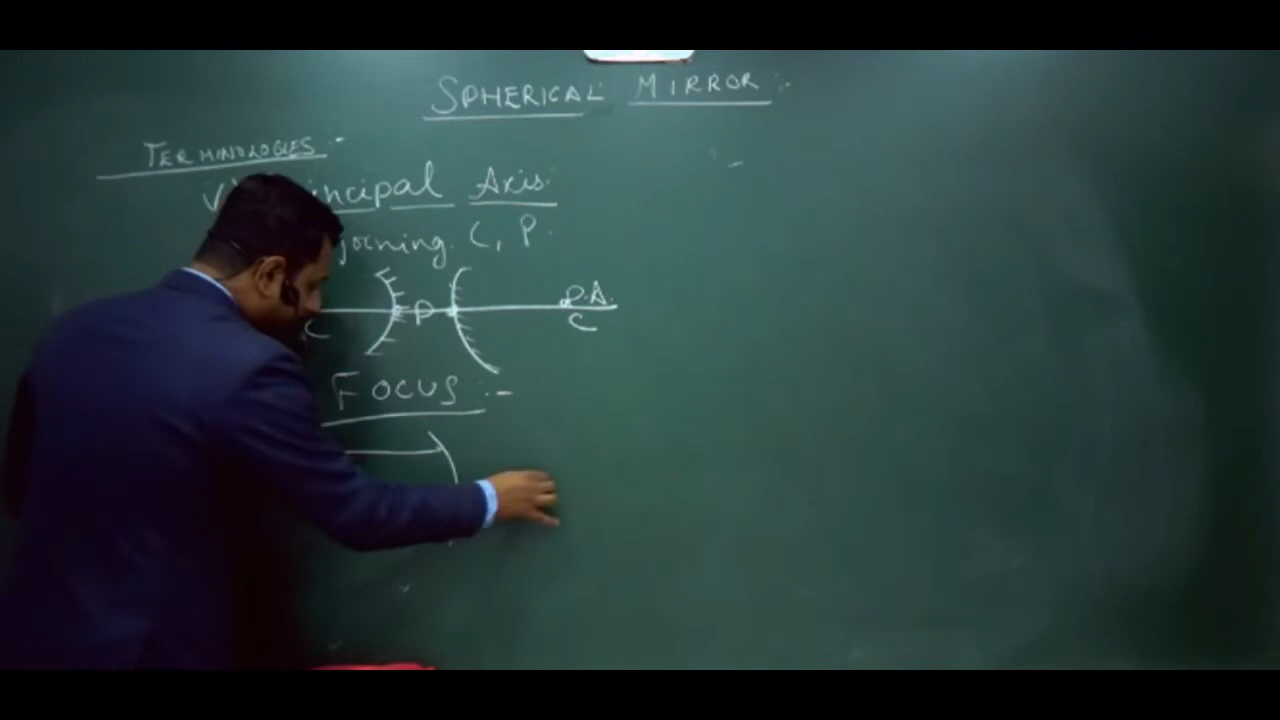 SPHERICAL MIRROR :-
TERMINOLOGIES :-
Axis:
joining C, P.
P P.A.
C C
FOCUS :-